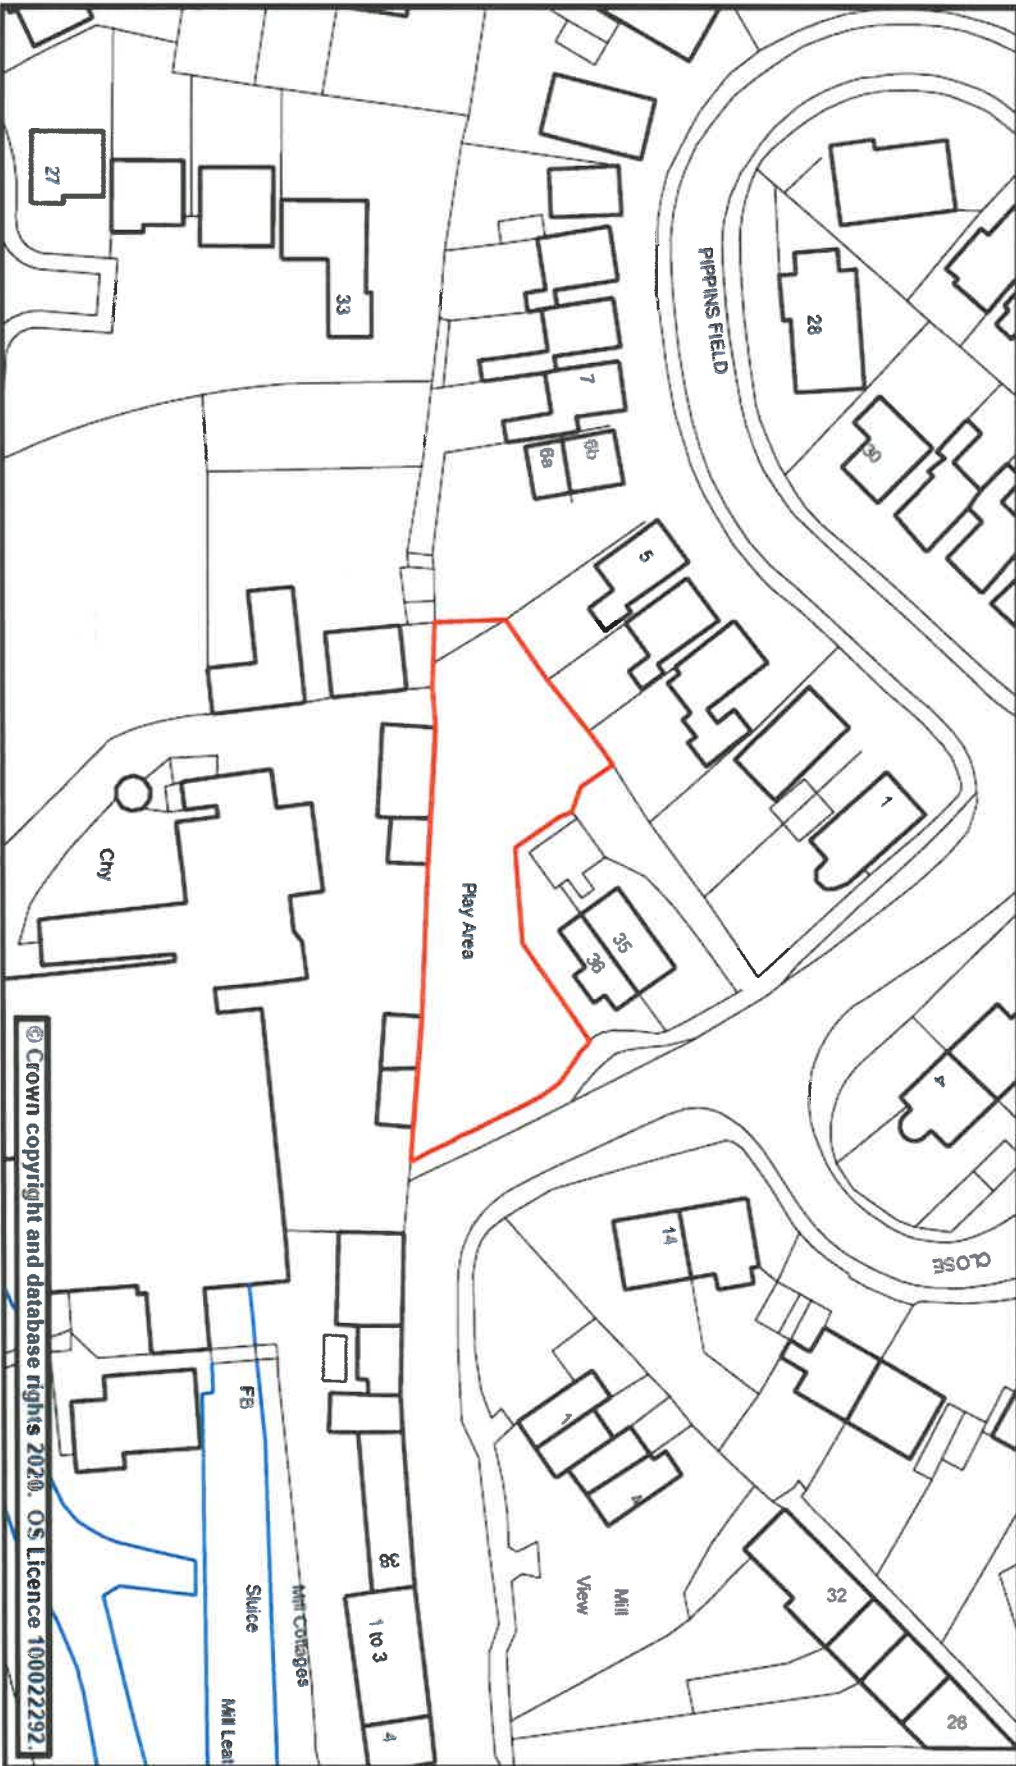 27
33
PIPPINS FIELD
28
30
7
6b
6a
5
1
Chy
Play Area
35
36
4
CLOSE
14
1
4
Mill
View
32
26
38
1 to 3
4
Mill Cottages
FB
Sluice
Mill Leat
© Crown copyright and database rights 2020. OS Licence 100022292.